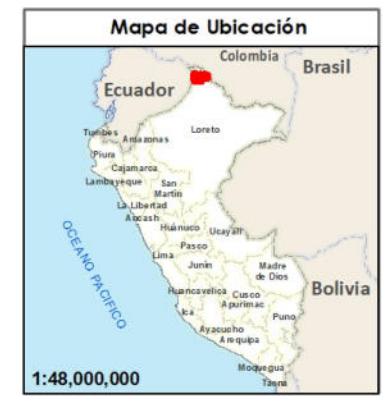 Mapa de Ubicación
Colombia
Brasil
Ecuador
Loreto
Tumbes
Amazonas
Piura
Cajamarca
Lambayeque
San
Martín
La Libertad
Ancash
Huánuco
Ucayali
Pasco
OCEANO PACIFICO
Lima
Junín
Madre
de Dios
Huancavelica
Cusco
Bolivia
Apurimac
Ica
Puno
Ayacucho
Arequipa
Moquegua
Tacna
1:48,000,000